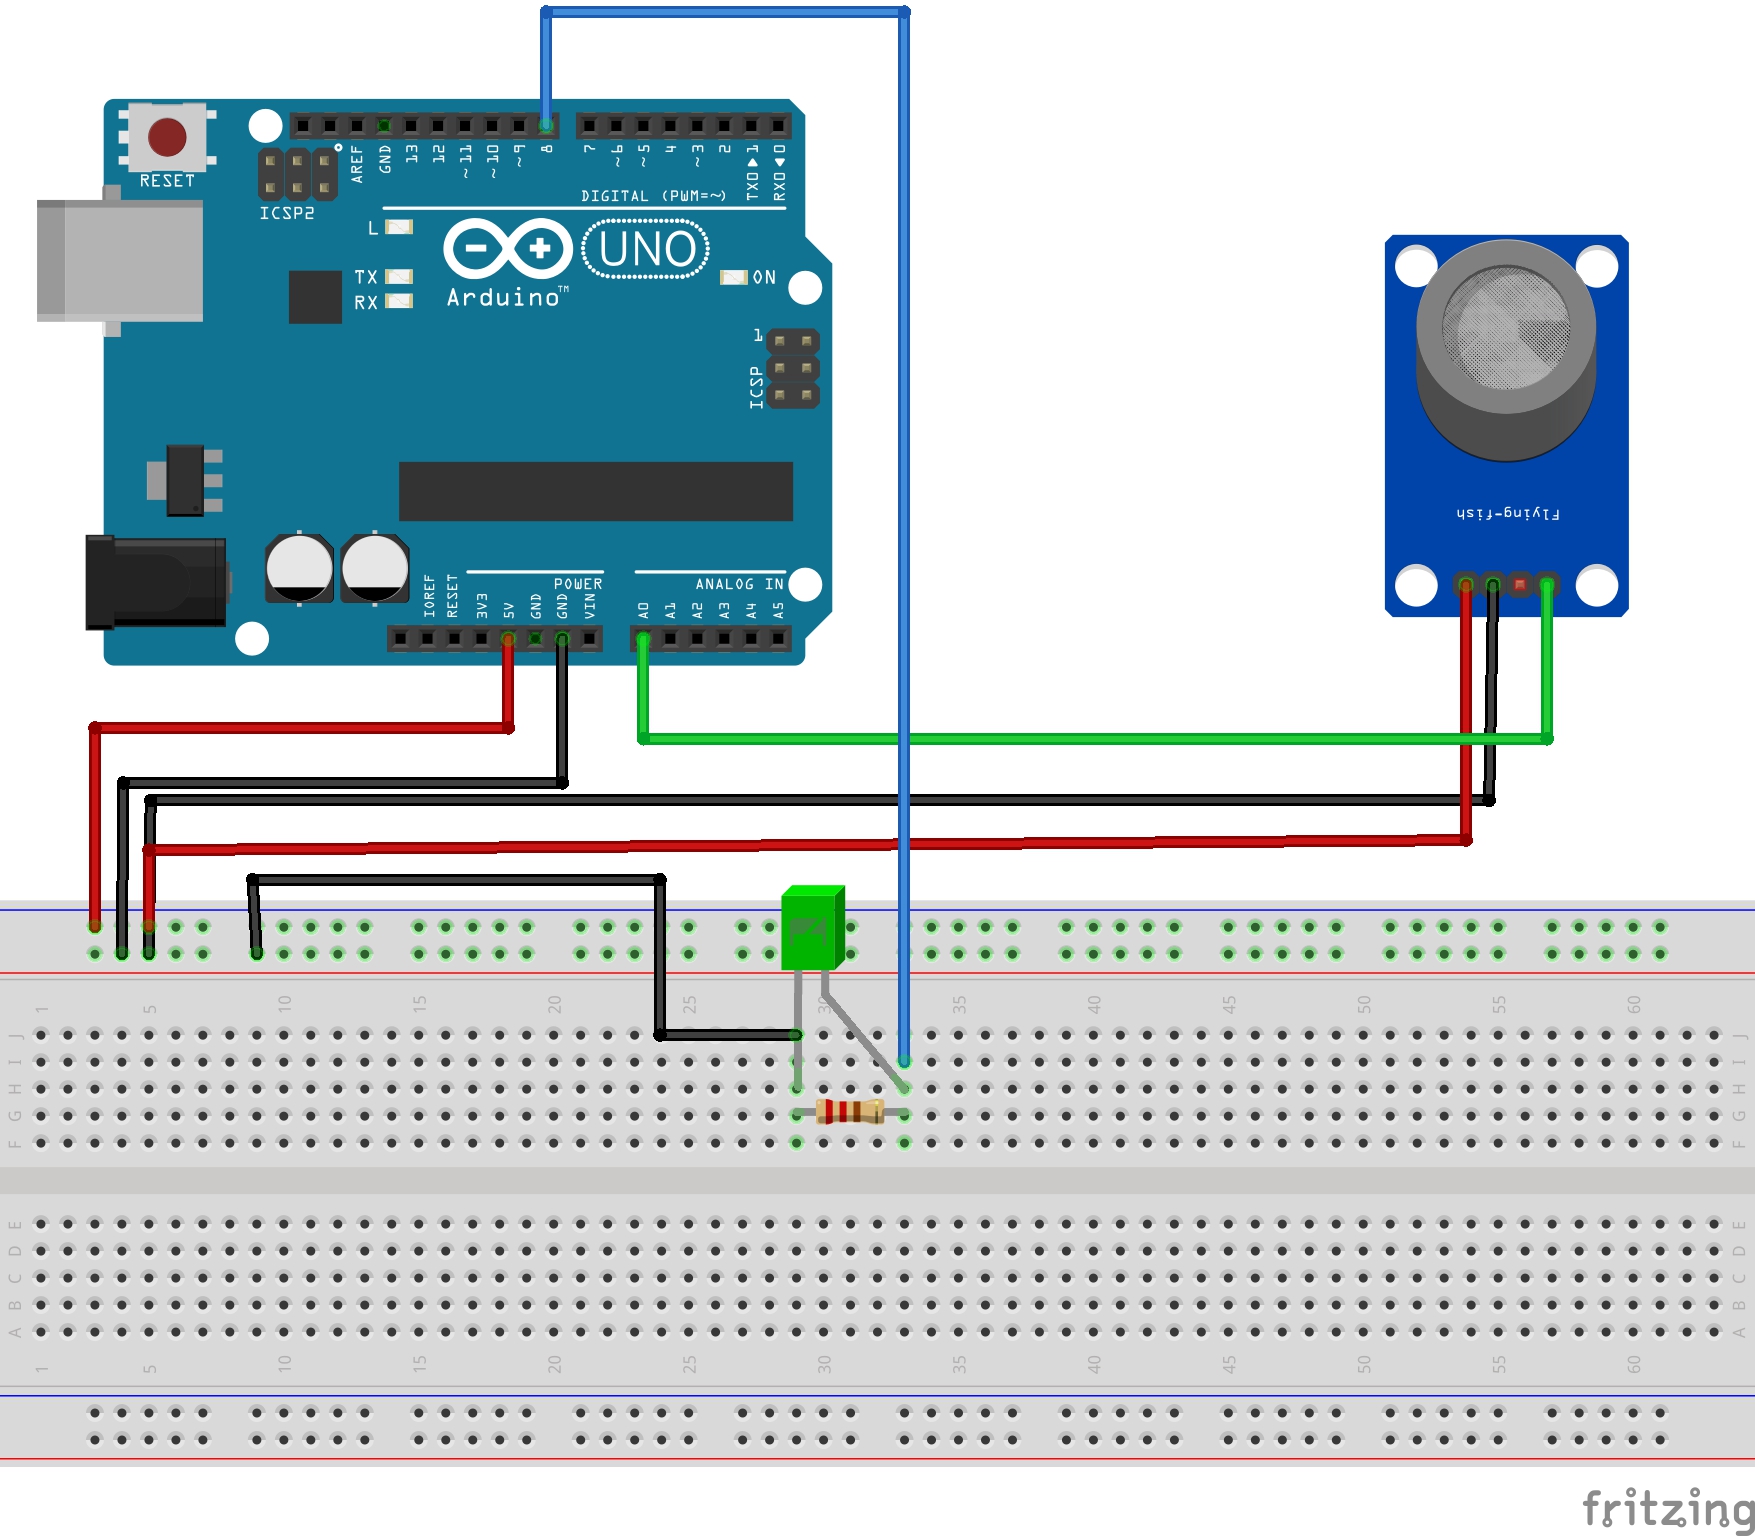 RESET
ICSP2
AREF
GND
13
12
~11
~10
~9
8
7
~6
~5
4
~3
2
TX0▶1
RX0◀0
DIGITAL (PWM=~)
L
TX
RX
UNO
Arduino™
ON
1
ICSP
IOREF
RESET
3V3
5V
GND
GND
VIN
POWER
A0
A1
A2
A3
A4
A5
ANALOG IN
Flying-fish
1 5 10 15 20 25 30 35 40 45 50 55 60
J J
I I
H H
G G
F F
E E
D D
C C
B B
A A
1 5 10 15 20 25 30 35 40 45 50 55 60
fritzing